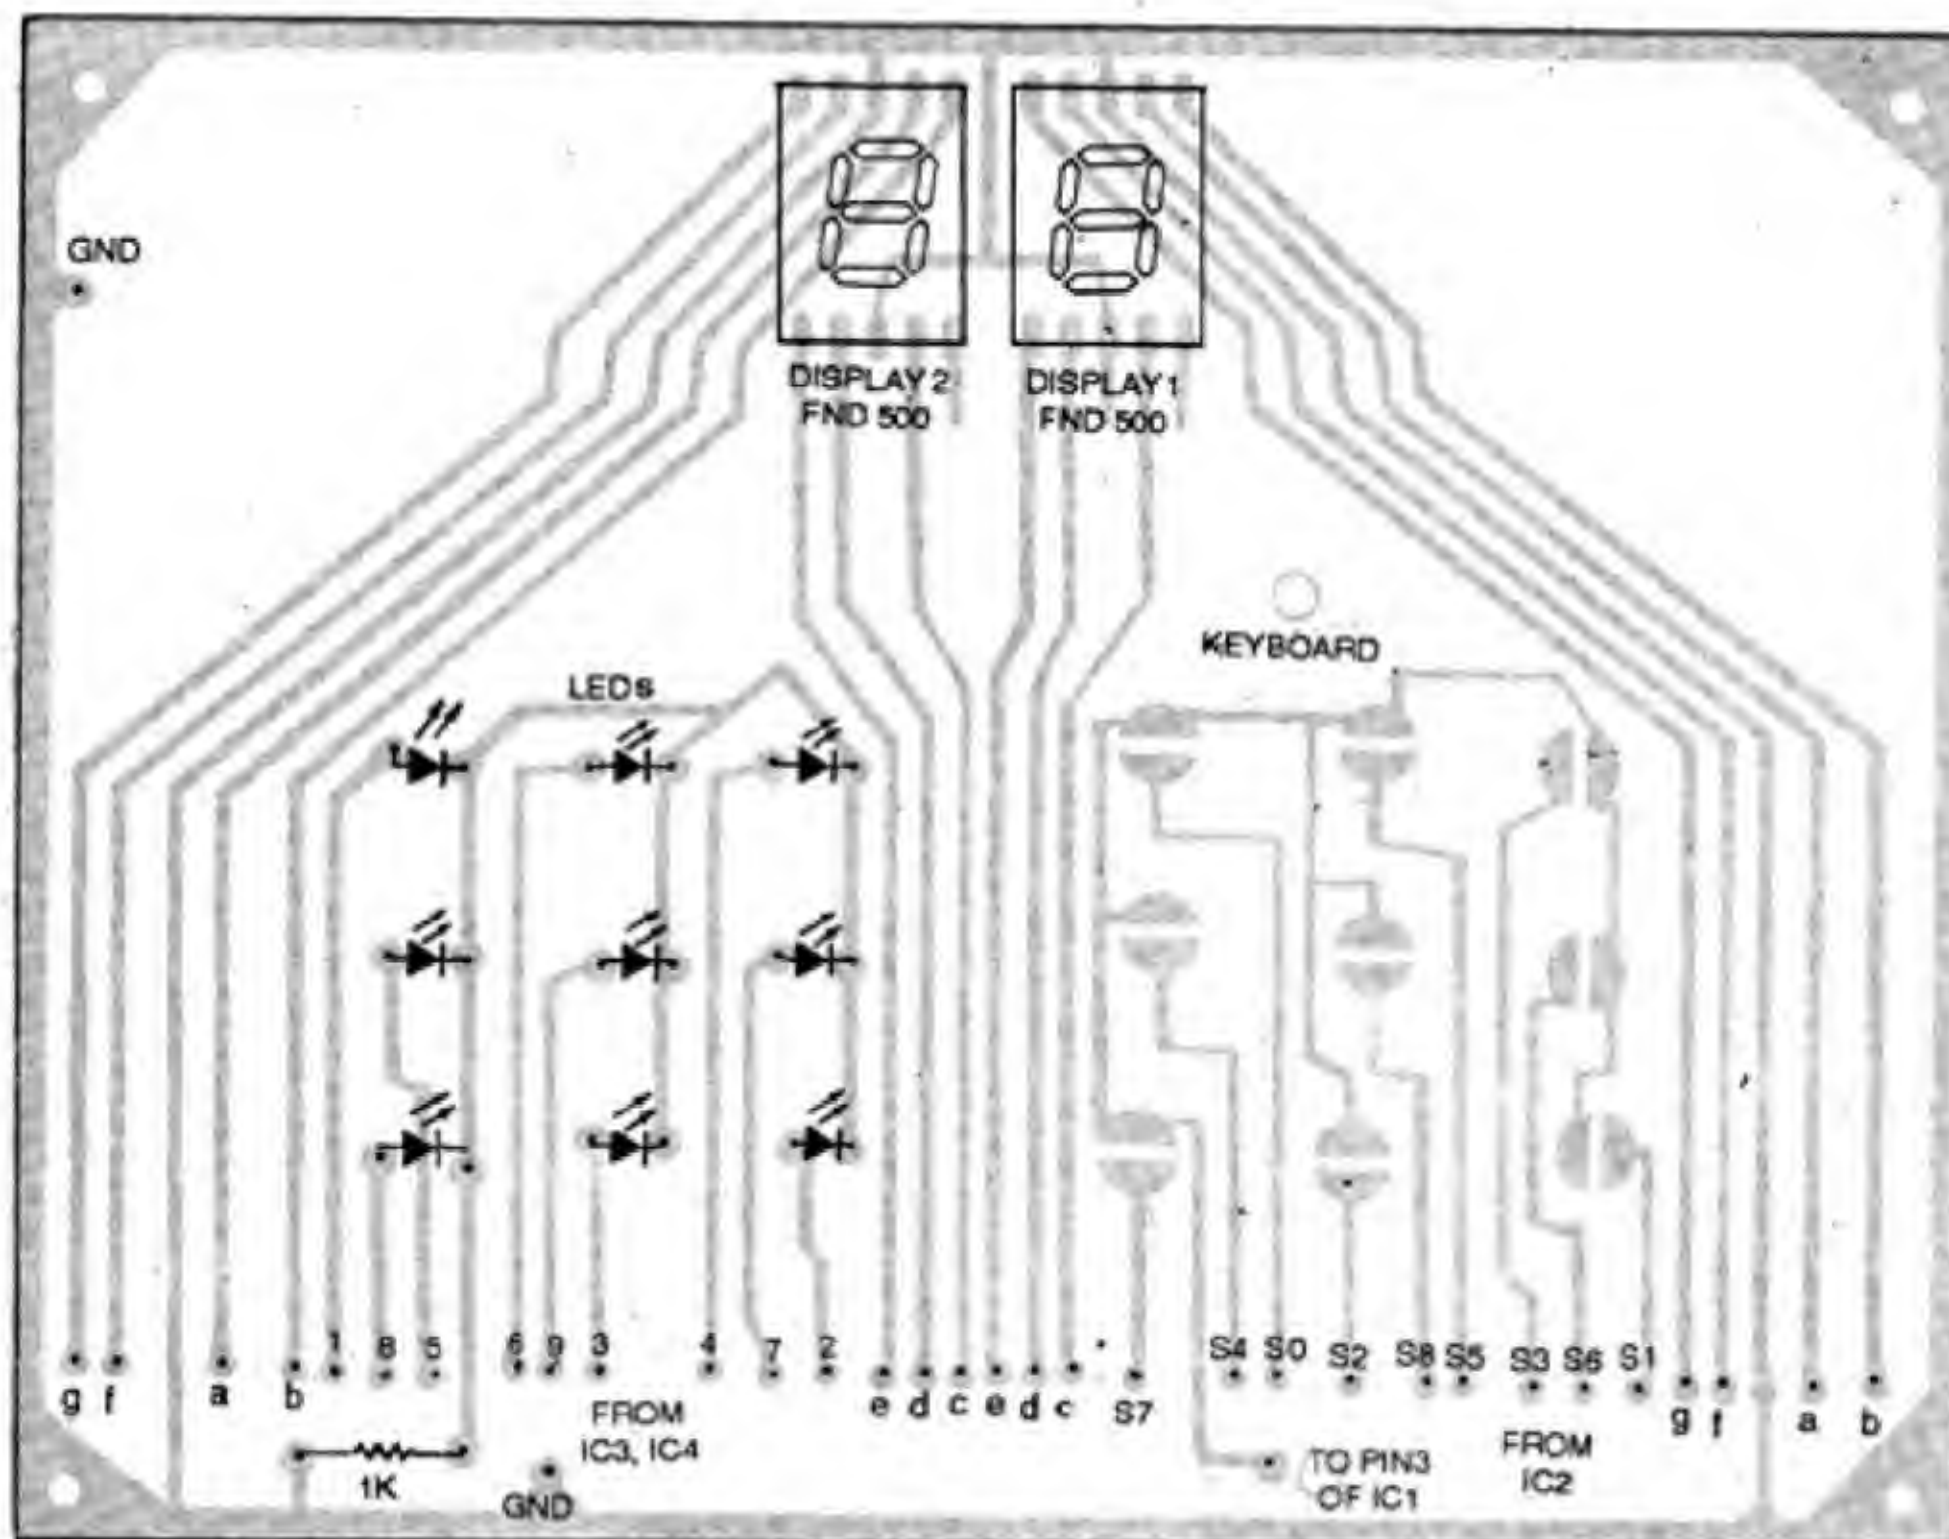 GND
DISPLAY 2
FND 500
DISPLAY 1
FND 500
KEYBOARD
LEDs
1 8 5 6 9 3 4 7 2
S4 S0 S2 S8 S5 S3 S6 S1
g f a b
e d c e d c
S7
g f a b
FROM
IC3, IC4
1K
GND
TO PIN3
OF IC1
FROM
IC2